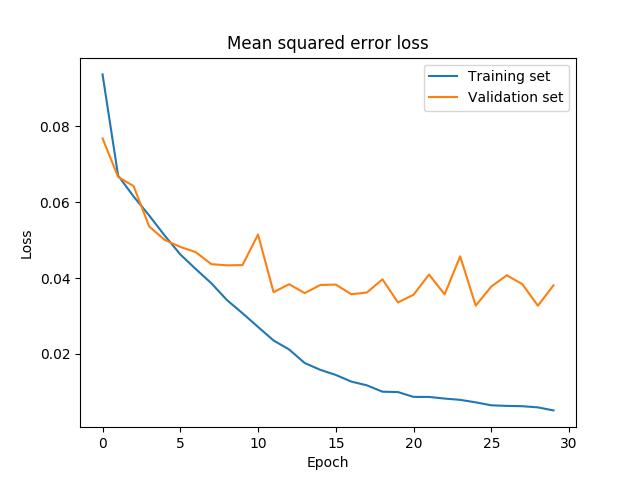 Mean squared error loss
Training set
Validation set
0.08
0.06
0.04
0.02
Loss
0 5 10 15 20 25 30
Epoch